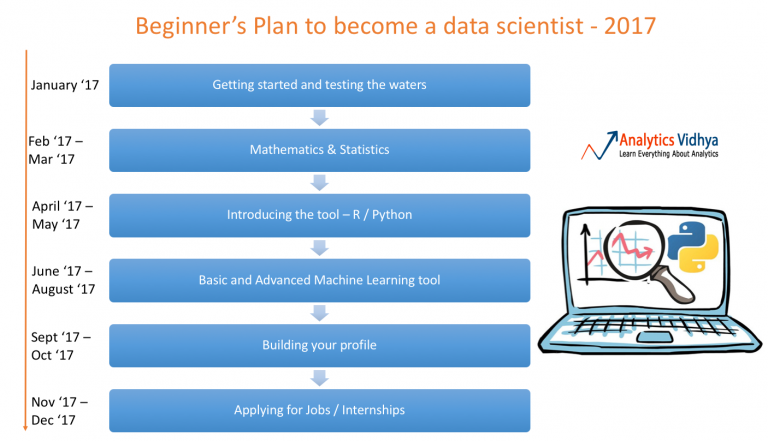 Beginner’s Plan to become a data scientist - 2017
January ‘17
Getting started and testing the waters
Feb ‘17 –
Mar ‘17
Mathematics & Statistics
Analytics Vidhya
Learn Everything About Analytics
April ‘17 –
May ‘17
Introducing the tool – R / Python
June ‘17 –
August ‘17
Basic and Advanced Machine Learning tool
Sept ‘17 –
Oct ‘17
Building your profile
Nov ‘17 –
Dec ‘17
Applying for Jobs / Internships